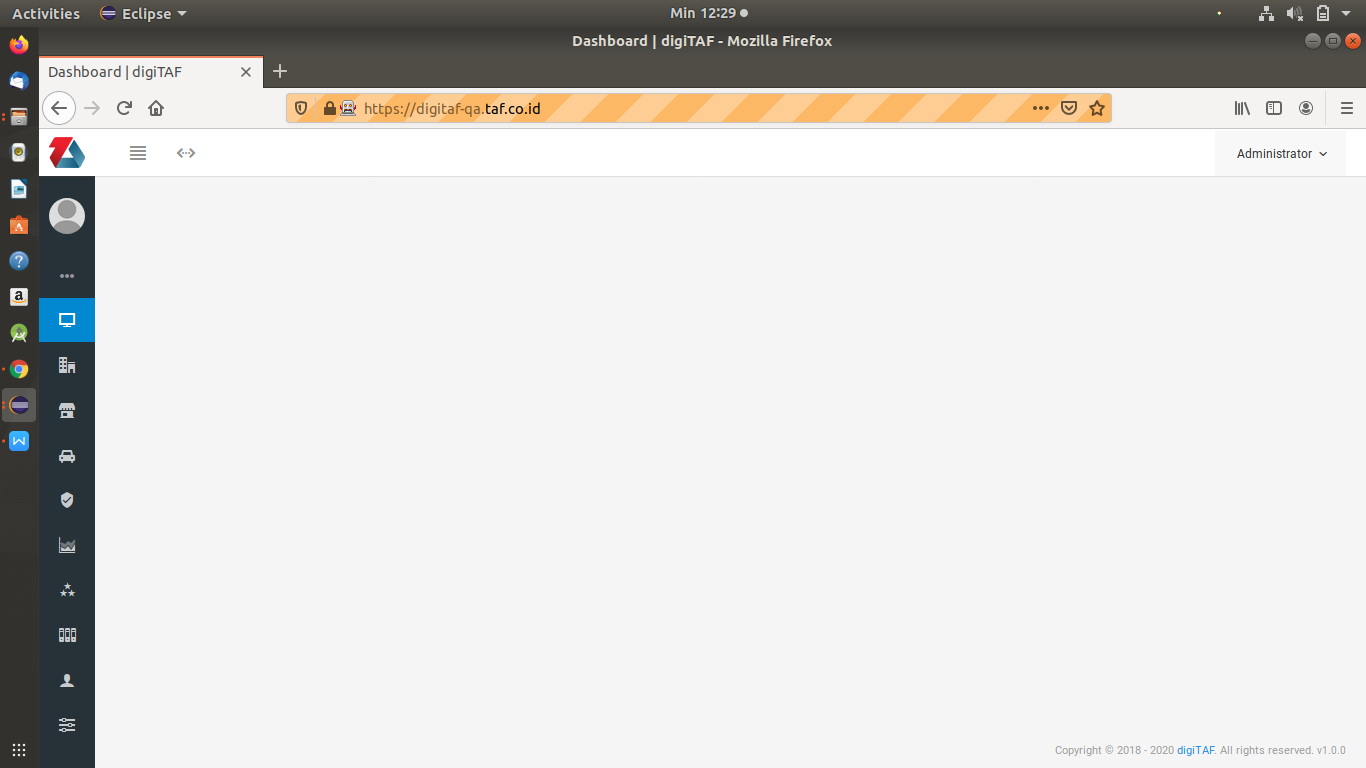 Activities
Eclipse
Min 12:29
Dashboard | digiTAF - Mozilla Firefox
Dashboard | digiTAF
https://digitaf-qa.taf.co.id
Administrator
Copyright © 2018 - 2020 digiTAF. All rights reserved. v1.0.0